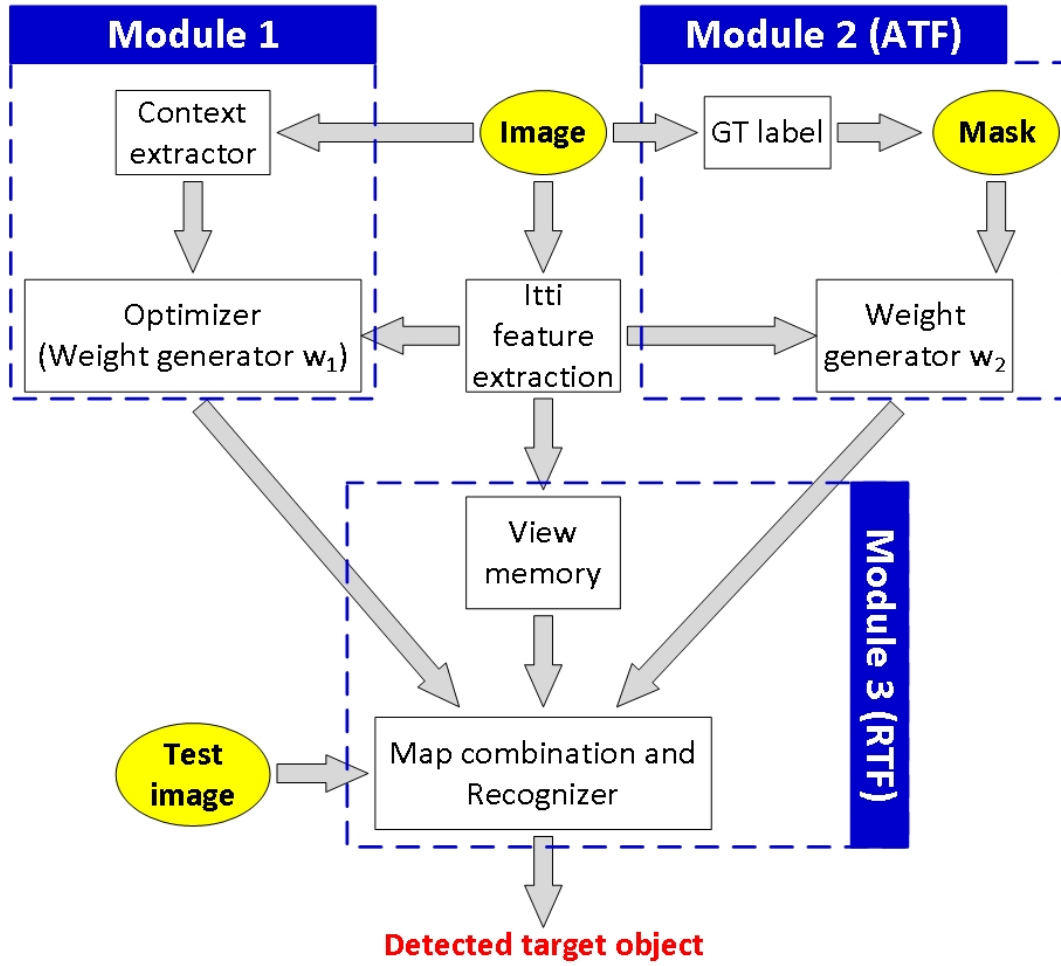 Module 1
Module 2 (ATF)
Context
extractor
Image
GT label
Mask
Optimizer
(Weight generator w₁)
Itti
feature
extraction
Weight
generator w₂
View
memory
Module 3 (RTF)
Test
image
Map combination and
Recognizer
Detected target object